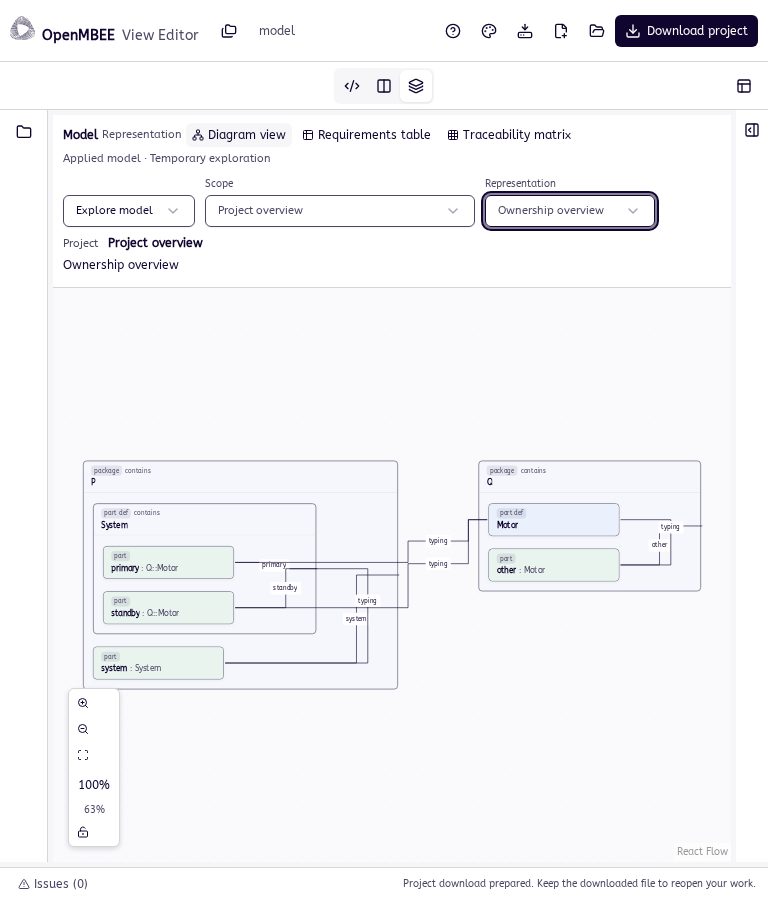 OpenMBEE View Editor
model
Download project
Model Representation Diagram view Requirements table Traceability matrix
Applied model · Temporary exploration
Scope
Representation
Explore model
Project overview
Ownership overview
Project Project overview
Ownership overview
package contains
P
part def contains
System
part
primary : Q::Motor
part
standby : Q::Motor
part
system : System
primary
standby
typing
system
typing
typing
package contains
Q
part def
Motor
part
other : Motor
typing
other
100%
63%
React Flow
Issues (0)
Project download prepared. Keep the downloaded file to reopen your work.